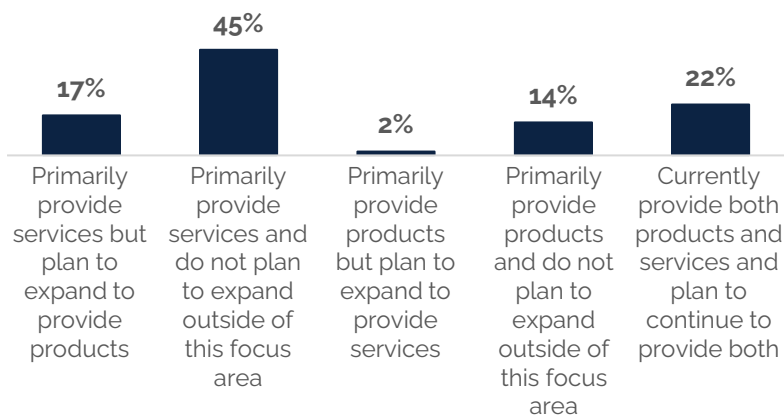 17%
45%
2%
14%
22%
Primarily
provide
services but
plan to
expand to
provide
products
Primarily
provide
services and
do not plan
to expand
outside of
this focus
area
Primarily
provide
products
but plan to
expand to
provide
services
Primarily
provide
products
and do not
plan to
expand
outside of
this focus
area
Currently
provide both
products and
services and
plan to
continue to
provide both